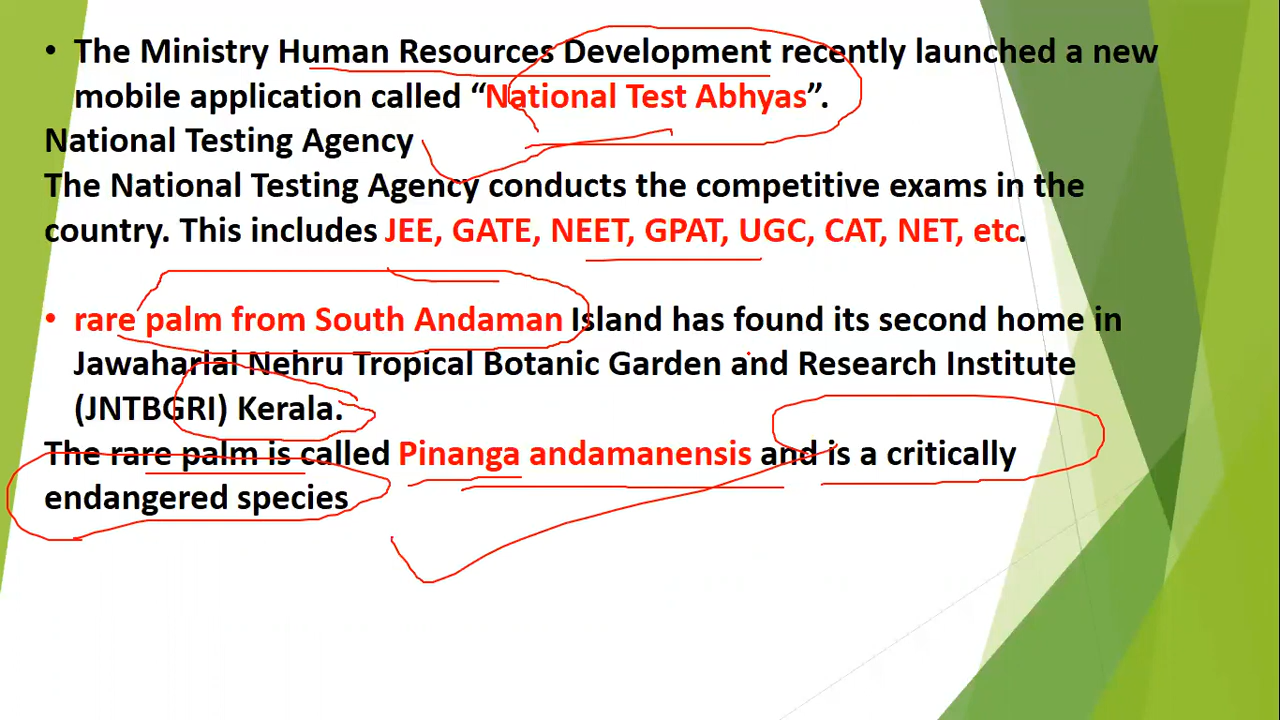 • The Ministry Human Resources Development recently launched a new
mobile application called “National Test Abhyas”.
National Testing Agency
The National Testing Agency conducts the competitive exams in the
country. This includes JEE, GATE, NEET, GPAT, UGC, CAT, NET, etc.
• rare palm from South Andaman Island has found its second home in
Jawaharlal Nehru Tropical Botanic Garden and Research Institute
(JNTBGRI) Kerala.
The rare palm is called Pinanga andamanensis and is a critically
endangered species